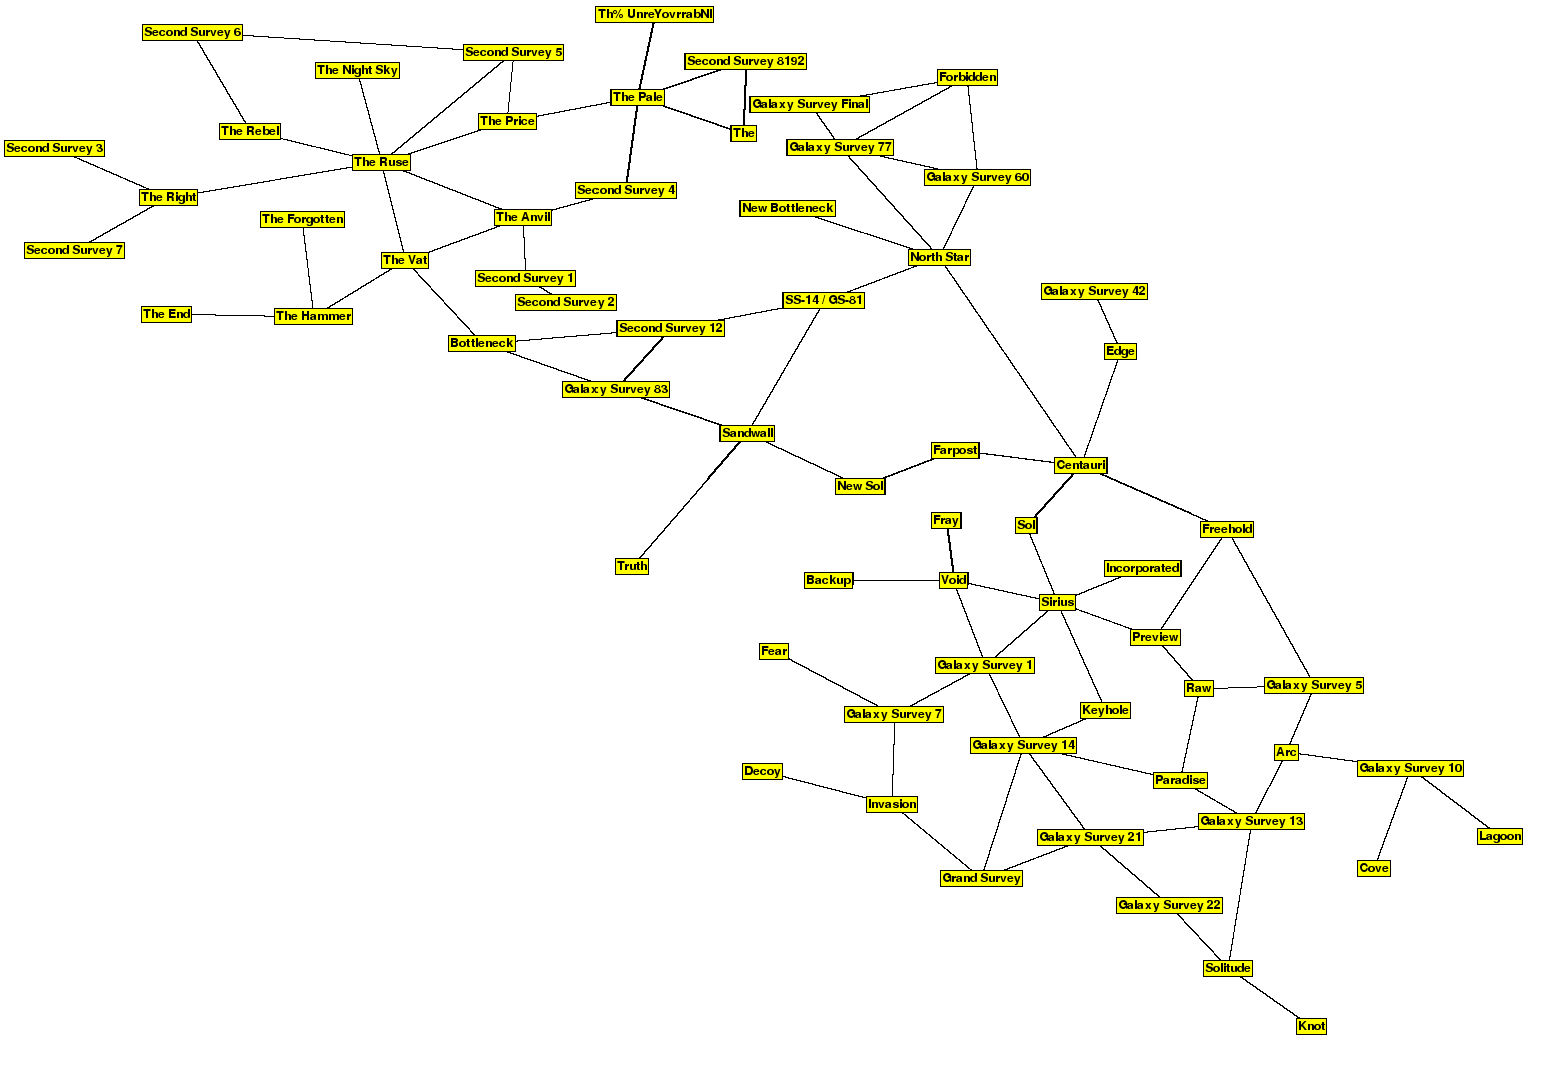 Th% UnreYovrrabNl
Second Survey 6
Second Survey 5
Second Survey 8192
The Night Sky
Forbidden
The Pale
Galaxy Survey Final
The Price
The Rebel
The
Second Survey 3
Galaxy Survey 77
The Ruse
Galaxy Survey 60
Second Survey 4
The Right
New Bottleneck
The Forgotten
The Anvil
Second Survey 7
North Star
The Vat
Second Survey 1
Galaxy Survey 42
Second Survey 2
SS-14 / GS-81
The End
The Hammer
Second Survey 12
Bottleneck
Edge
Galaxy Survey 83
Sandwall
Farpost
Centauri
New Sol
Fray
Sol
Freehold
Truth
Incorporated
Backup
Void
Sirius
Preview
Fear
Galaxy Survey 1
Raw
Galaxy Survey 5
Galaxy Survey 7
Keyhole
Galaxy Survey 14
Arc
Decoy
Galaxy Survey 10
Paradise
Invasion
Galaxy Survey 13
Galaxy Survey 21
Lagoon
Cove
Grand Survey
Galaxy Survey 22
Solitude
Knot